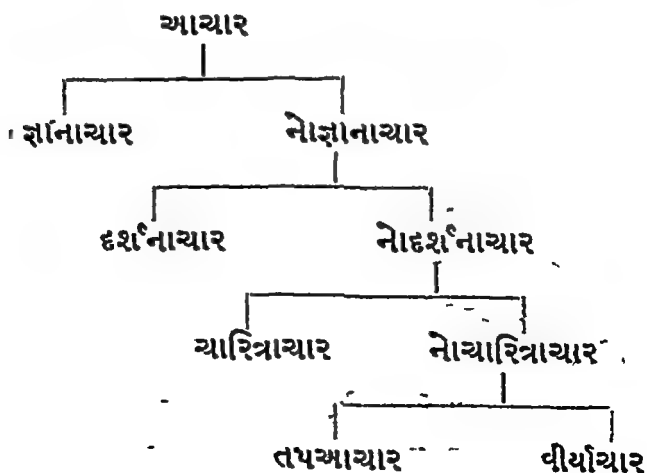 આચાર
જ્ઞાનાચાર નોજ્ઞાનાચાર
દર્શનાચાર નોદર્શનાચાર
ચારિત્રાચાર નોચારિત્રાચાર
તપઆચાર વીર્યાચાર